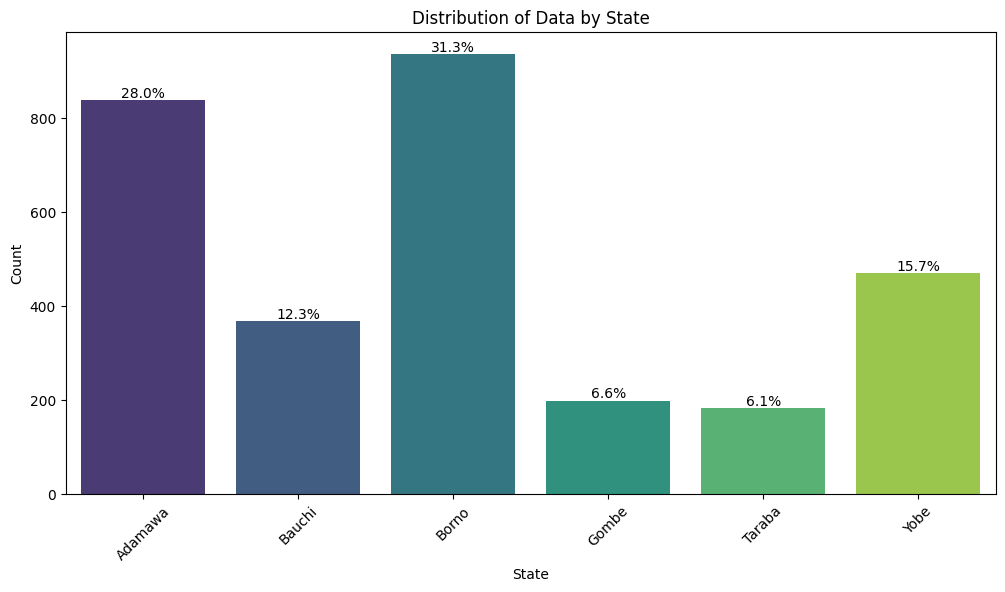 Distribution of Data by State
Count
800
600
400
200
0
28.0%
12.3%
31.3%
6.6%
6.1%
15.7%
Adamawa
Bauchi
Borno
Gombe
Taraba
Yobe
State